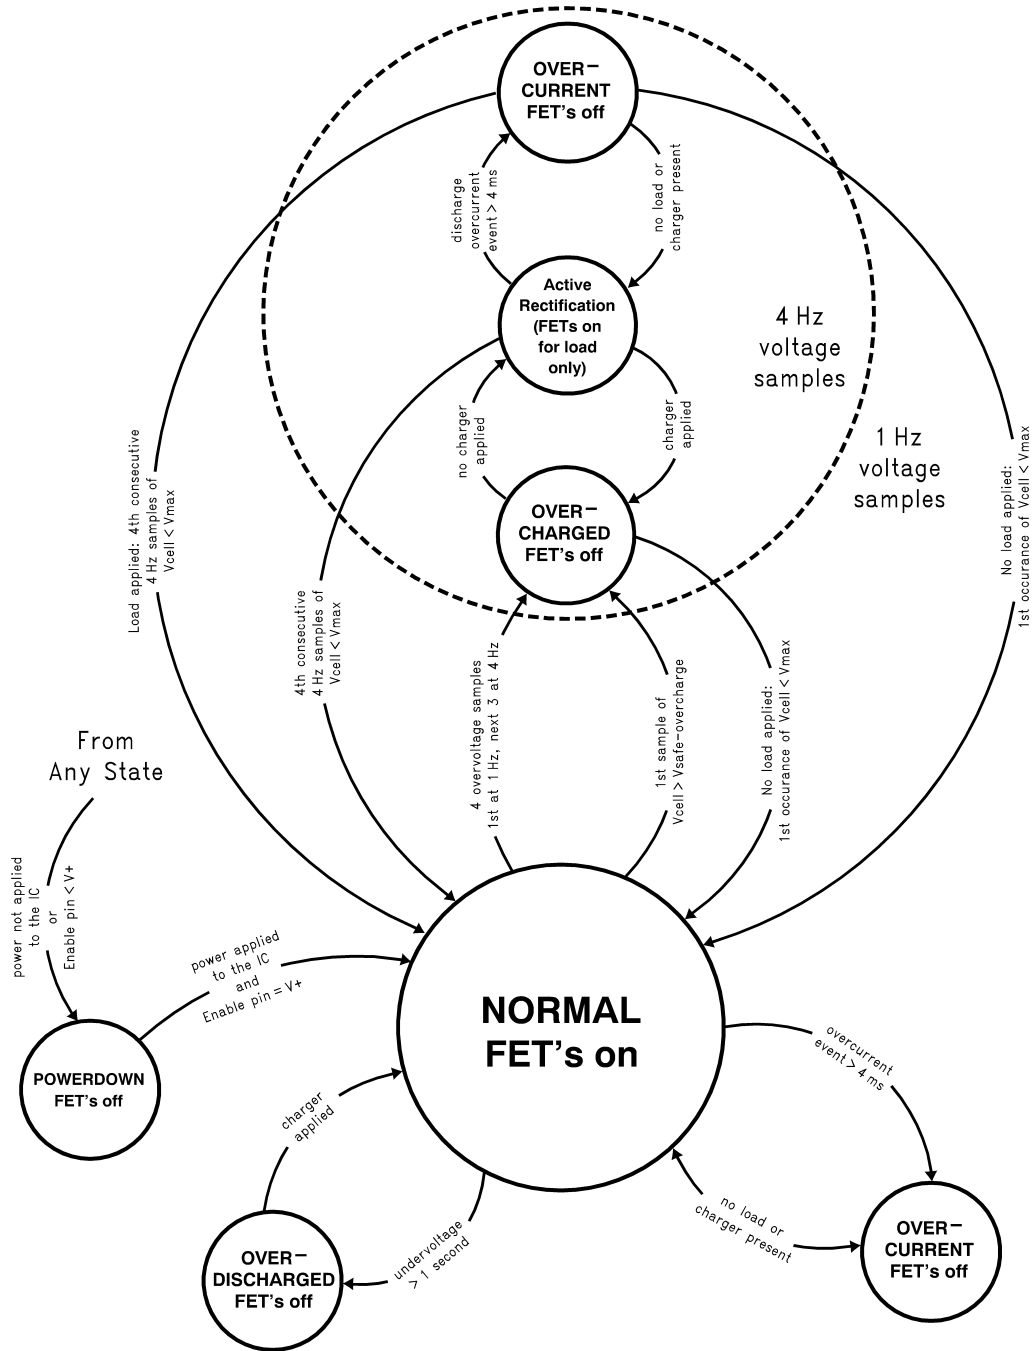 OVER-
CURRENT
FET's off
discharge
overcurrent
event > 4 ms
no load or
charger present
Active
Rectification
(FETs on
for load
only)
4 Hz
voltage
samples
1 Hz
voltage
samples
no charger
applied
charger
applied
OVER-
CHARGED
FET's off
Load applied: 4th consecutive
4 Hz samples of
Vcell < Vmax
4th consecutive
4 Hz samples of
Vcell < Vmax
4 overvoltage samples
1st at 1 Hz, next 3 at 4 Hz
1st sample of
Vcell > Vsafe-overcharge
No load applied:
1st occurance of Vcell < Vmax
No load applied:
1st occurance of Vcell < Vmax
From
Any State
power not applied
to the IC
or
Enable pin < V+
power applied
to the IC
and
Enable pin = V+
NORMAL
FET's on
POWERDOWN
FET's off
overcurrent
event > 4 ms
charger
applied
undervoltage
> 1 second
no load or
charger present
OVER-
DISCHARGED
FET's off
OVER-
CURRENT
FET's off